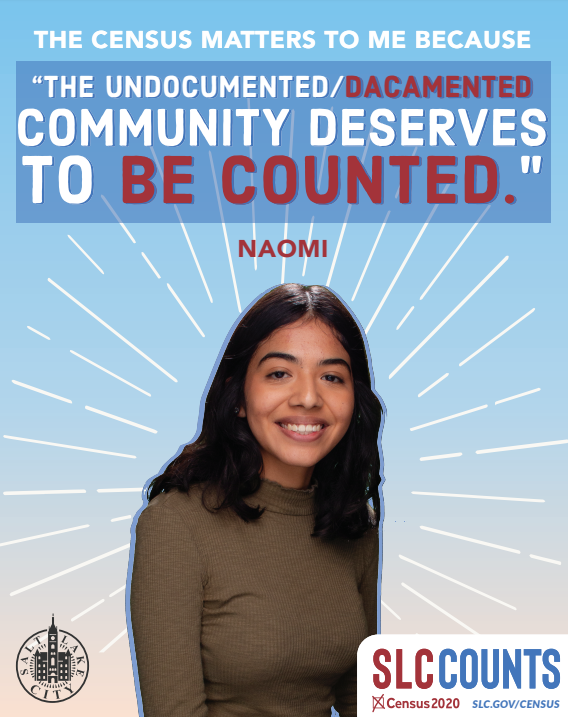 THE CENSUS MATTERS TO ME BECAUSE
“THE UNDOCUMENTED/DACAMENTED
COMMUNITY DESERVES
TO BE COUNTED."
NAOMI
SALT LAKE
CITY
SLCCOUNTS
Census2020 SLC.GOV/CENSUS